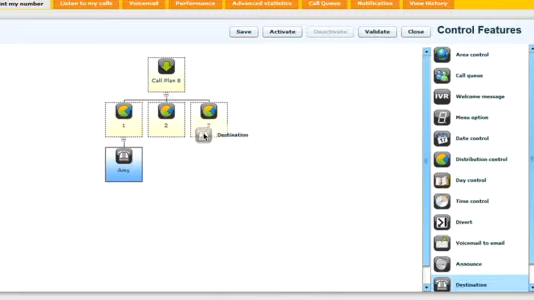 nt my number
Listen to my calls
Voicemail
Performance
Advanced statistics
Call Queue
Notification
View History
Save
Activate
Deactivate
Validate
Close
Control Features
Area control
Call queue
IVR
Welcome message
Menu option
Date control
Distribution control
Day control
Time control
Divert
Voicemail to email
Announce
Destination
Call Plan B
1
2
Destination
Amy